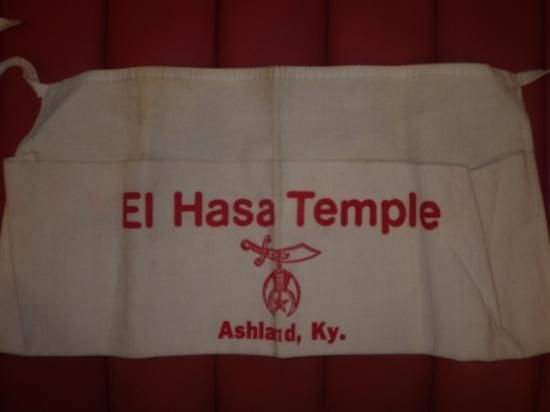 El Hasa Temple
Ashland, Ky.